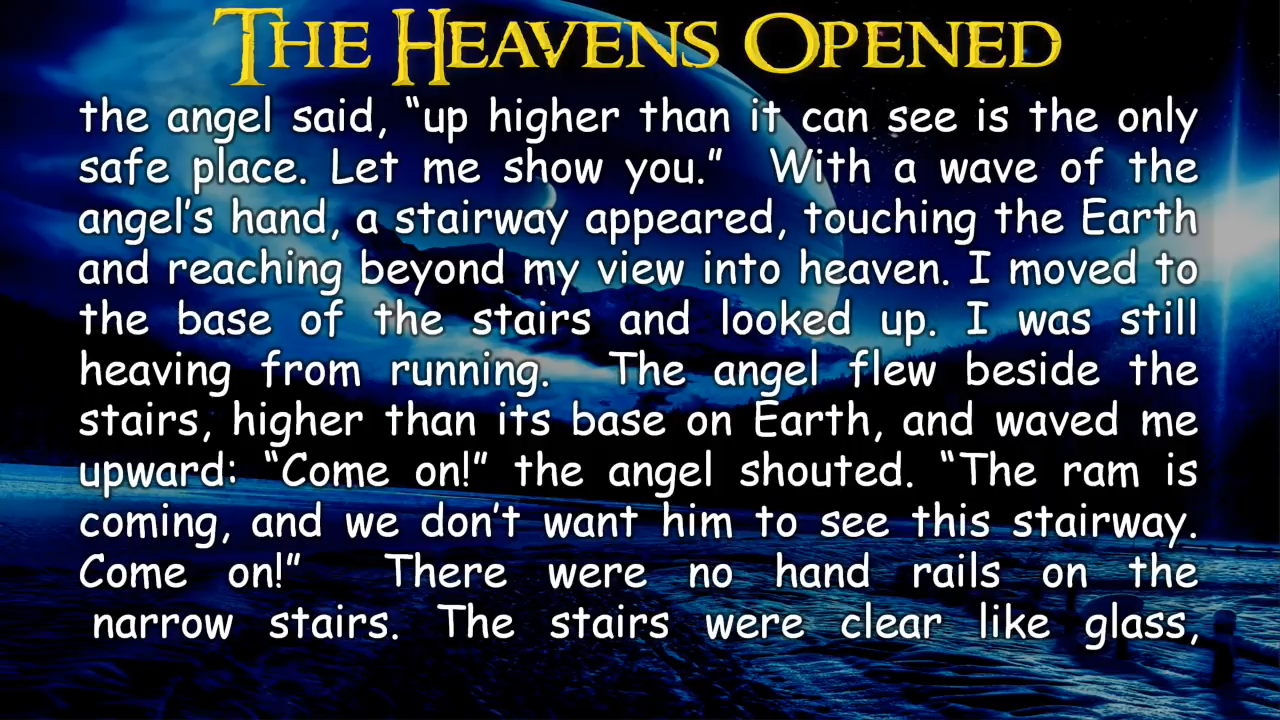 THE HEAVENS OPENED
the angel said, “up higher than it can see is the only
safe place. Let me show you.”  With a wave of the
angel’s hand, a stairway appeared, touching the Earth
and reaching beyond my view into heaven. I moved to
the base of the stairs and looked up. I was still
heaving from running.  The angel flew beside the
stairs, higher than its base on Earth, and waved me
upward: “Come on!” the angel shouted. “The ram is
coming, and we don’t want him to see this stairway.
Come on!”  There were no hand rails on the
narrow stairs. The stairs were clear like glass,